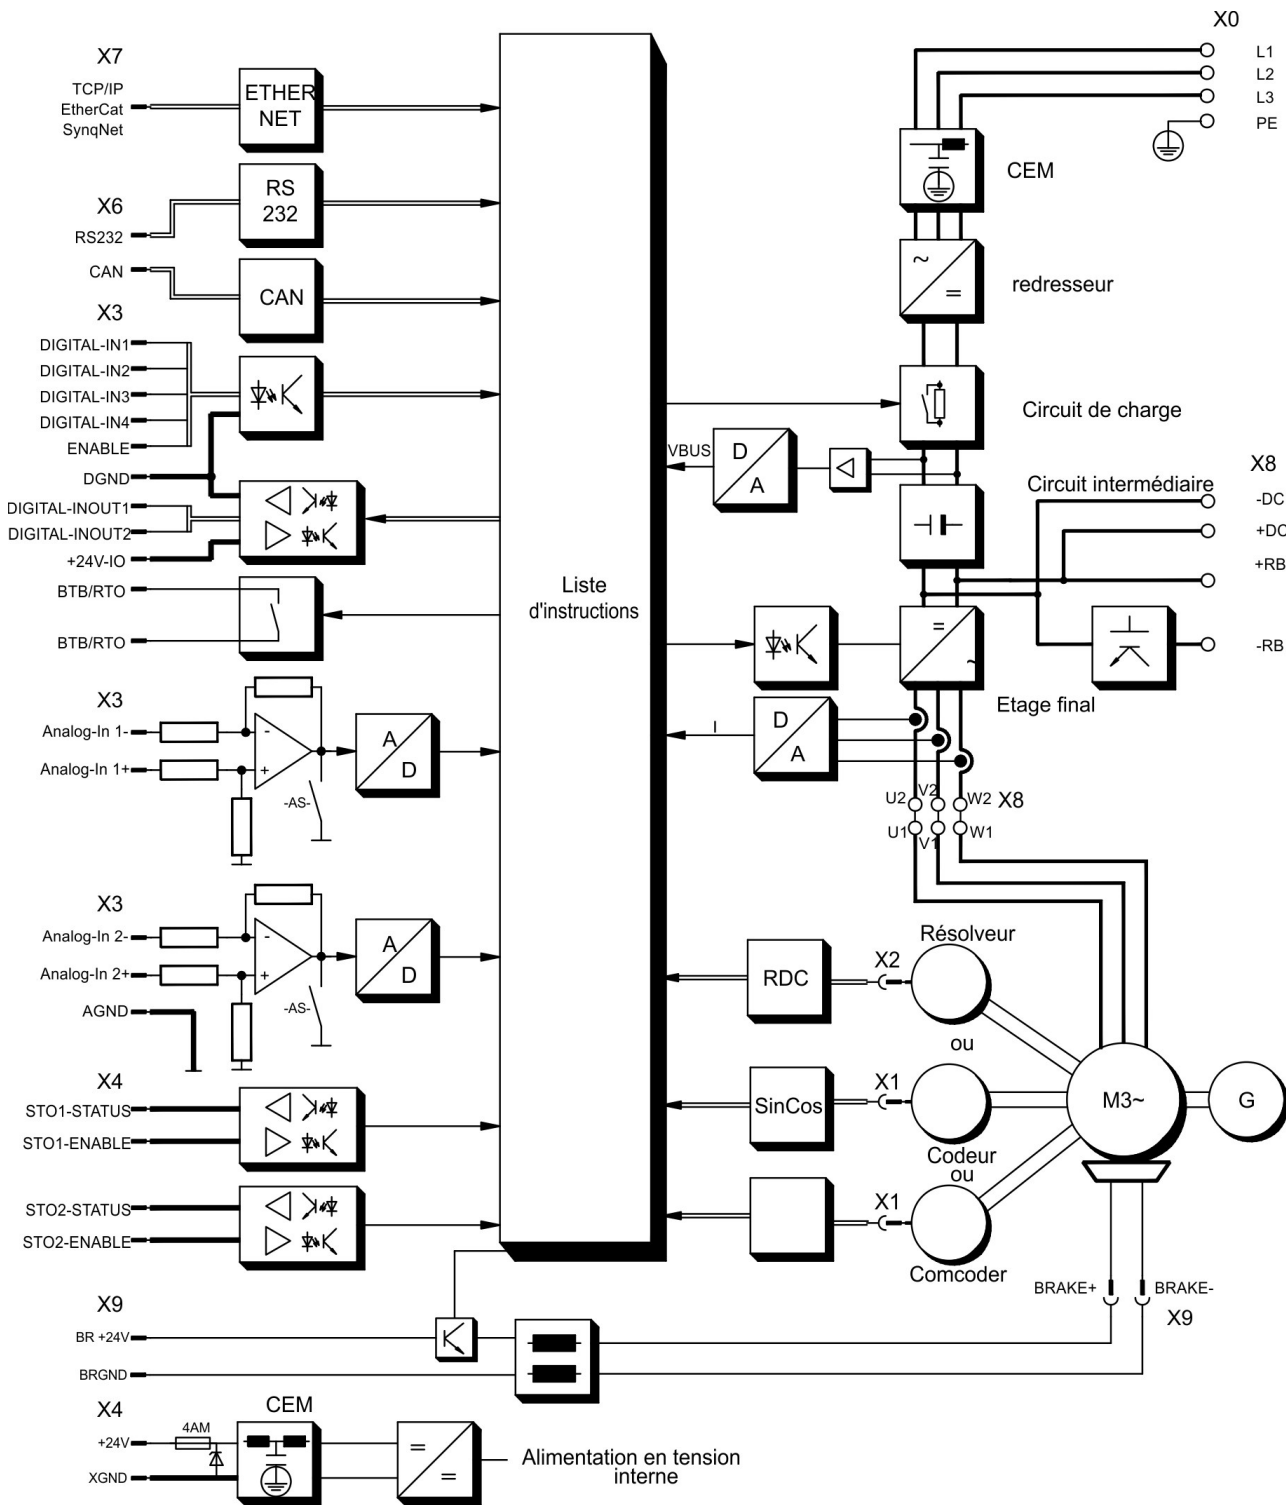 X0
L1
L2
L3
PE
X7
TCP/IP
EtherCat
SynqNet
ETHER
NET
CEM
X6
RS232
RS
232
CAN
CAN
redresseur
X3
DIGITAL-IN1
DIGITAL-IN2
DIGITAL-IN3
DIGITAL-IN4
ENABLE
DGND
DIGITAL-INOUT1
DIGITAL-INOUT2
+24V-IO
BTB/RTO
BTB/RTO
Circuit de charge
VBUS
D
A
X8
Circuit intermédiaire
-DC
+DC
+RB
-RB
Liste
d'instructions
=
~
Etage final
I
D
A
X3
Analog-In 1-
Analog-In 1+
-
+
-AS-
A
D
U2
V2
W2
X8
U1
V1
W1
X3
Analog-In 2-
Analog-In 2+
AGND
-
+
-AS-
A
D
Résolveur
RDC
X2
ou
X4
STO1-STATUS
STO1-ENABLE
SinCos
X1
Codeur
ou
M3~
G
STO2-STATUS
STO2-ENABLE
X1
Comcoder
BRAKE+
BRAKE-
X9
X9
BR +24V
BRGND
X4
+24V
4AM
XGND
CEM
=
=
Alimentation en tension
interne